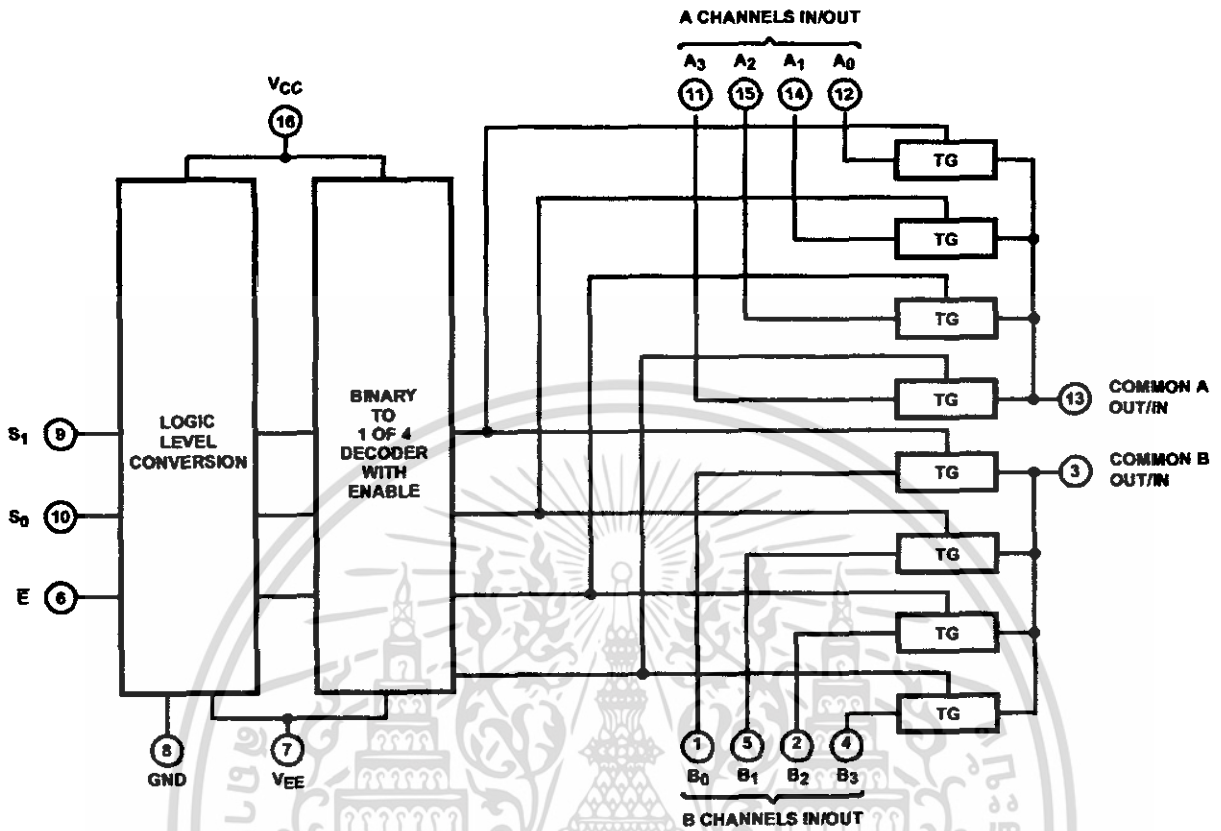 A CHANNELS IN/OUT
A3 A2 A1 A0
11 15 14 12
VCC
16
TG
TG
TG
TG
13 COMMON A OUT/IN
LOGIC LEVEL CONVERSION
BINARY TO 1 OF 4 DECODER WITH ENABLE
S1 9
S0 10
E̅ 6
TG
3 COMMON B OUT/IN
TG
TG
TG
8
GND
7
VEE
1 5 2 4
B0 B1 B2 B3
B CHANNELS IN/OUT